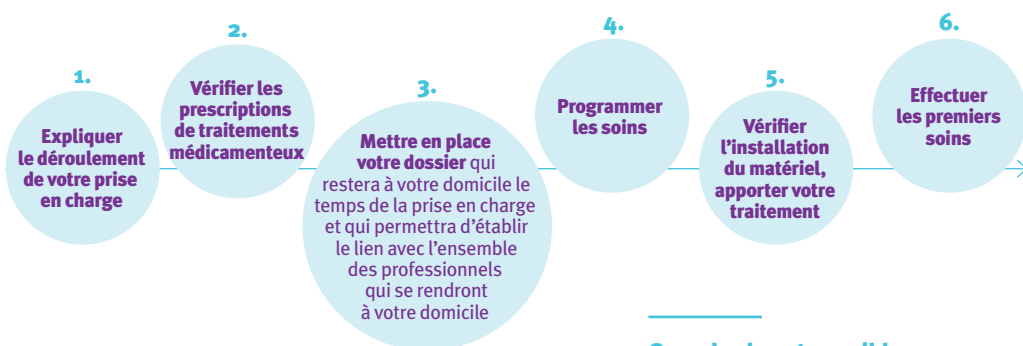 1.
Expliquer
le déroulement
de votre prise
en charge
2.
Vérifier les
prescriptions
de traitements
médicamenteux
3.
Mettre en place
votre dossier qui
restera à votre domicile le
temps de la prise en charge
et qui permettra d’établir
le lien avec l’ensemble
des professionnels
qui se rendront
à votre domicile
4.
Programmer
les soins
5.
Vérifier
l’installation
du matériel,
apporter votre
traitement
6.
Effectuer
les premiers
soins